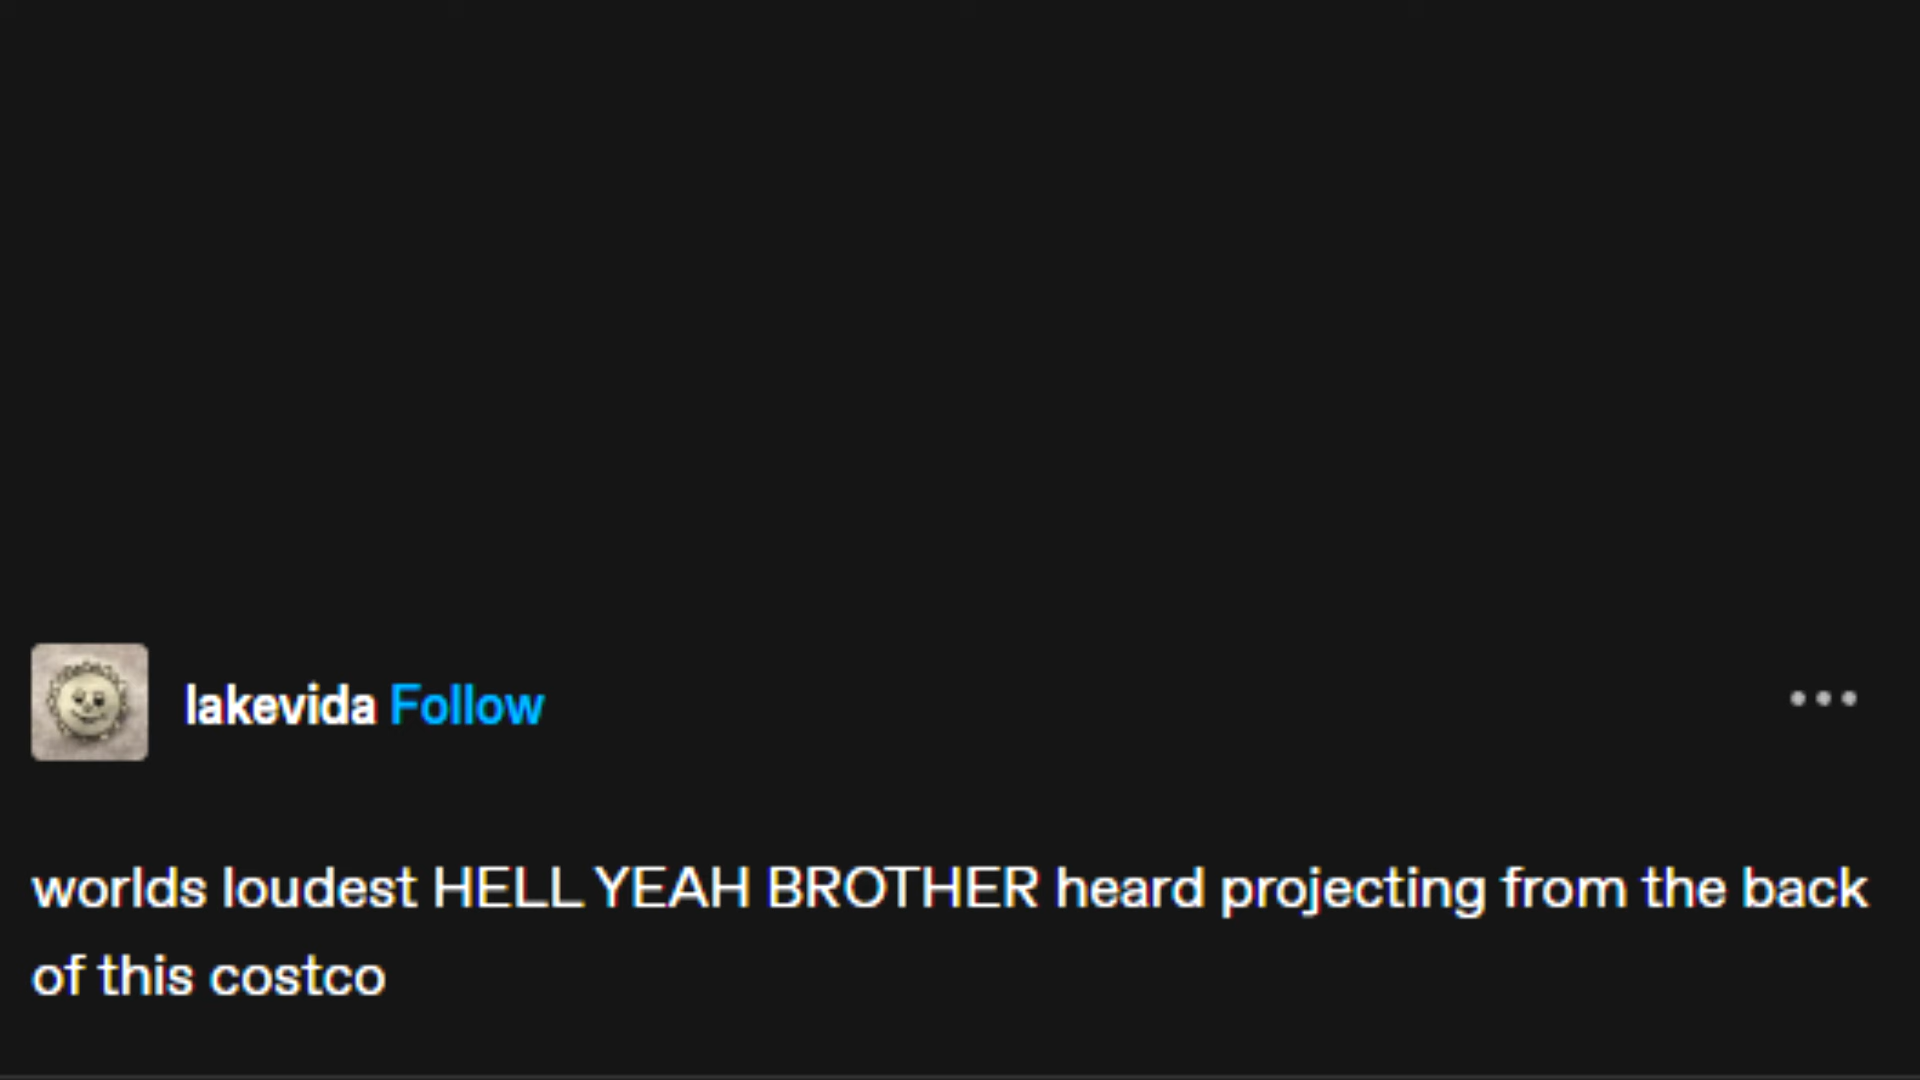 lakevida Follow
worlds loudest HELL YEAH BROTHER heard projecting from the back
of this costco